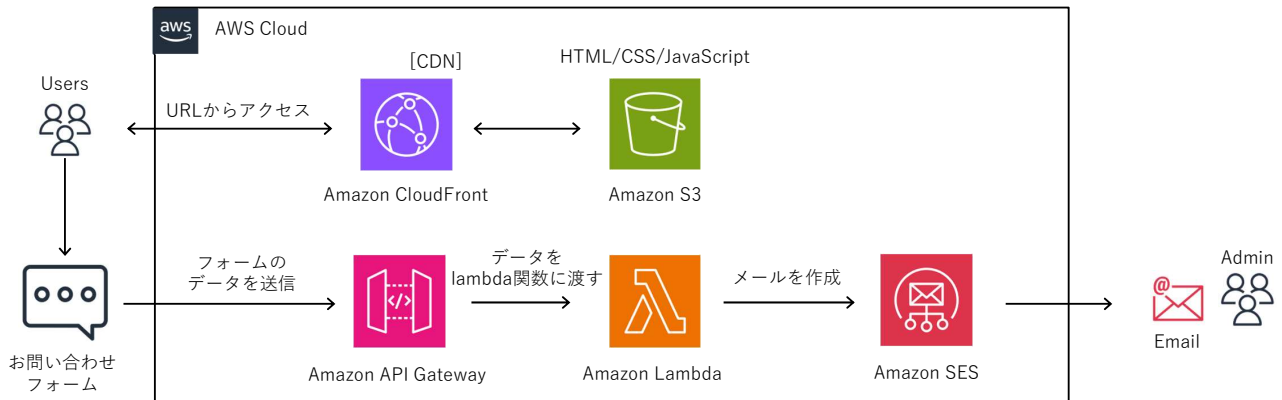 aws
AWS Cloud
[CDN]
HTML/CSS/JavaScript
Users
URLからアクセス
Amazon CloudFront
Amazon S3
フォームの
データを送信
データを
lambda関数に渡す
メールを作成
Admin
</>
@
お問い合わせ
フォーム
Amazon API Gateway
Amazon Lambda
Amazon SES
Email